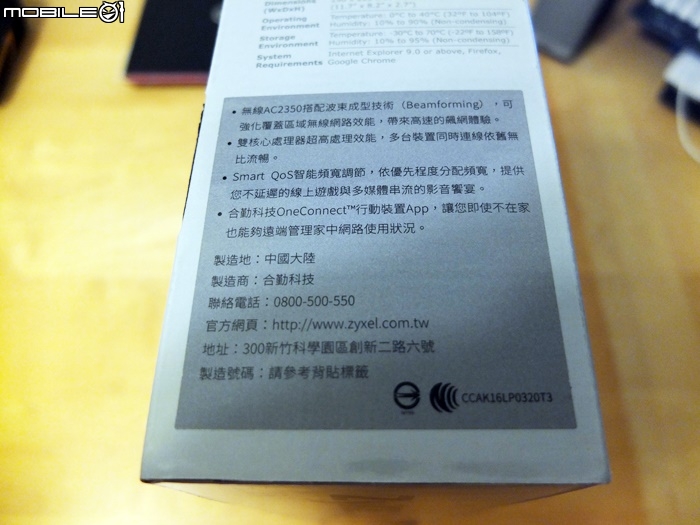 MOBILE01
Dimensions
(WxDxH)
(11.7" x 8.2" x 2.7")
Operating
Environment
Temperature: 0°C to 40°C (32°F to 104°F)
Humidity: 10% to 90% (Non-condensing)
Storage
Environment
Temperature: -30°C to 70°C (-22°F to 158°F)
Humidity: 10% to 95% (Non-condensing)
System
Requirements
Internet Explorer 9.0 or above, Firefox,
Google Chrome
• 無線AC2350搭配波束成型技術（Beamforming），可
強化覆蓋區域無線網路效能，帶來高速的飆網體驗。
• 雙核心處理器超高處理效能，多台裝置同時連線依舊無
比流暢。
• Smart QoS智能頻寬調節，依優先程度分配頻寬，提供
您不延遲的線上遊戲與多媒體串流的影音饗宴。
• 合勤科技OneConnect™行動裝置App，讓您即使不在家
也能夠遠端管理家中網路使用狀況。
製造地：中國大陸
製造商：合勤科技
聯絡電話：0800-500-550
官方網頁：http://www.zyxel.com.tw
地址：300新竹科學園區創新二路六號
製造號碼：請參考背貼標籤
CCAK16LP0320T3